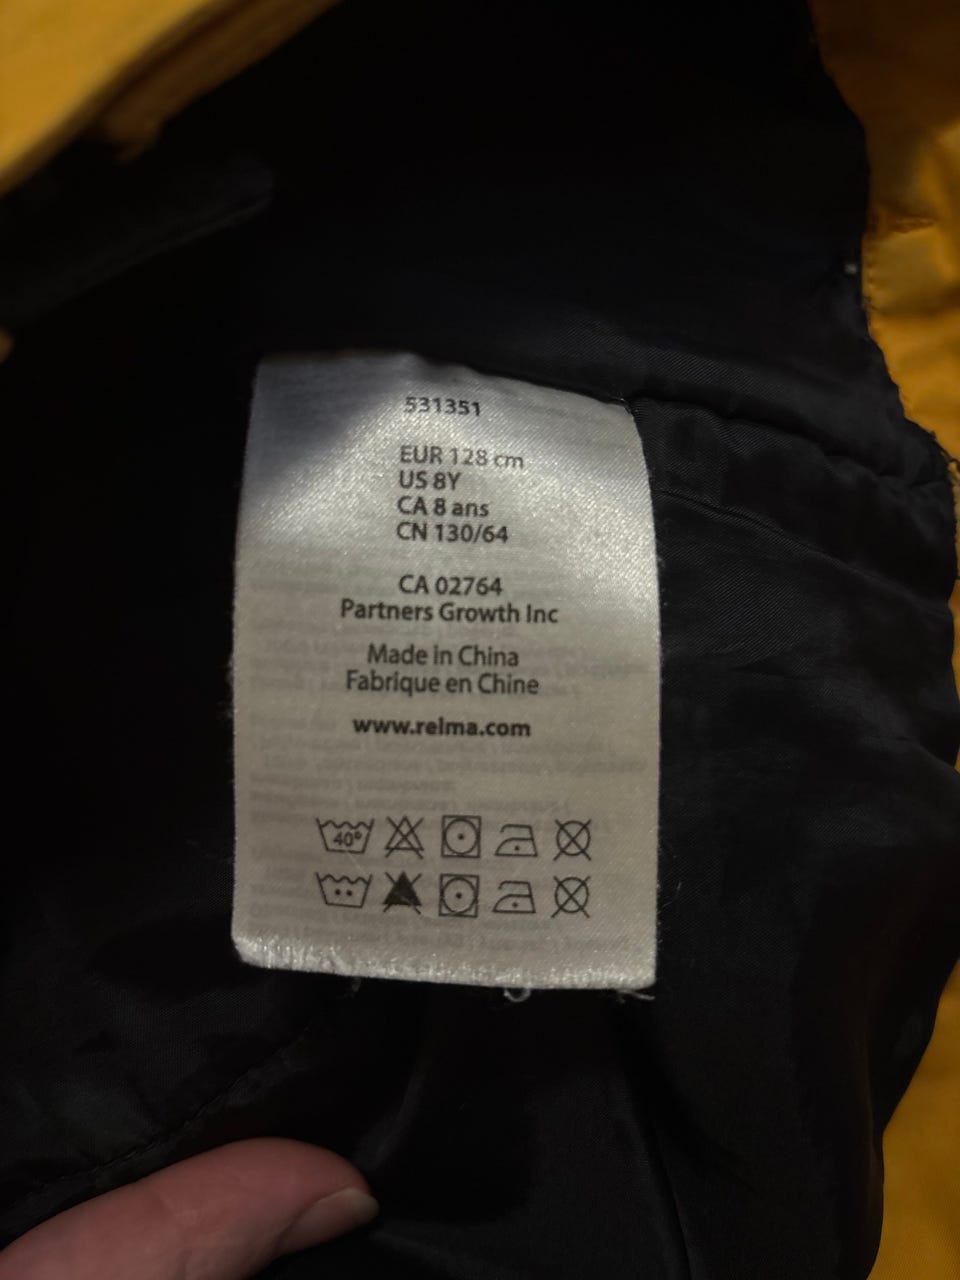 531351
EUR 128 cm
US 8Y
CA 8 ans
CN 130/64
CA 02764
Partners Growth Inc
Made in China
Fabriqué en Chine
www.reima.com
40°